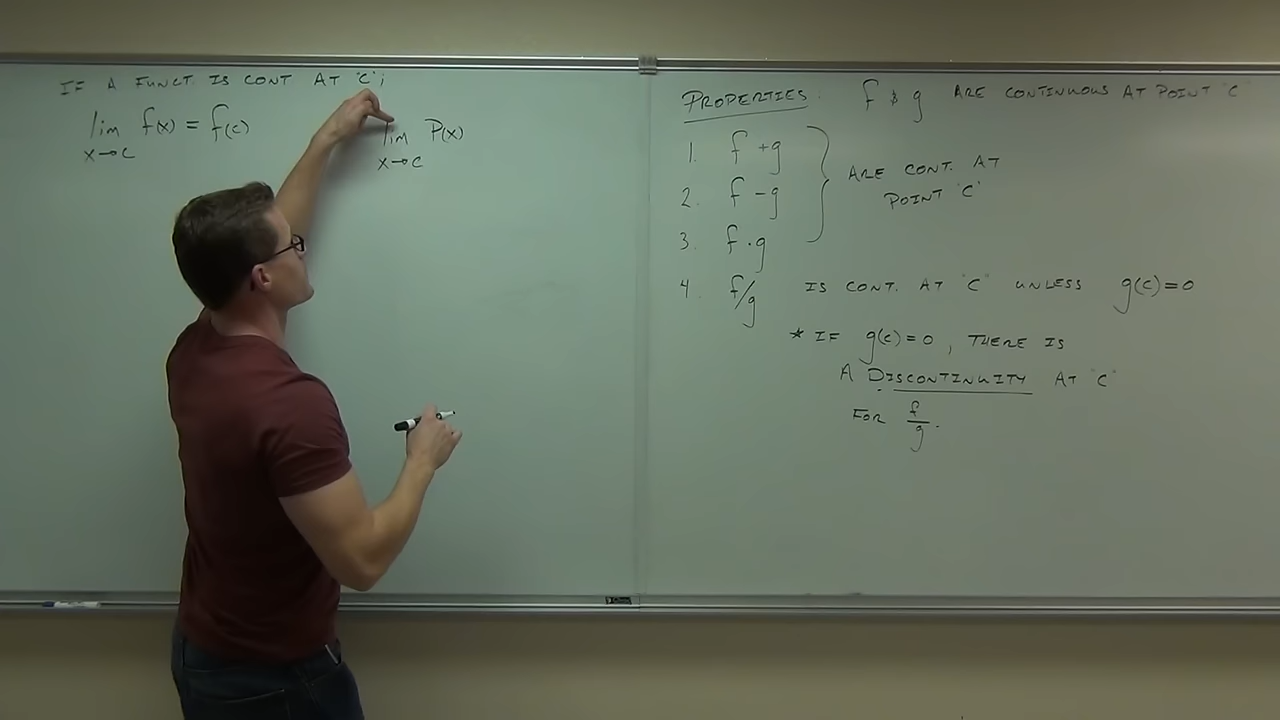 IF A FUNCT IS CONT AT "C";
lim f(x) = f(c)
x→c
lim P(x)
x→c
PROPERTIES: f & g ARE CONTINUOUS AT POINT "C"
1. f + g
2. f - g
3. f · g
ARE CONT. AT
POINT "C"
4. f/g IS CONT. AT "C" UNLESS g(c) = 0
* IF g(c) = 0, THERE IS
A DISCONTINUITY AT "C"
FOR f/g.